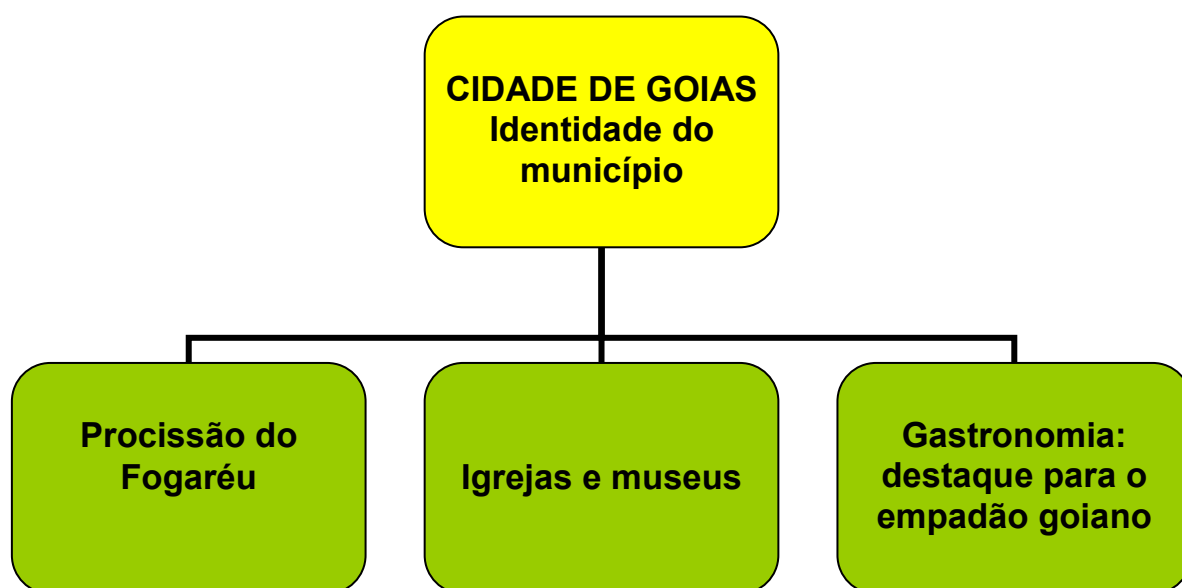 CIDADE DE GOIAS
Identidade do
município
Procissão do
Fogaréu
Igrejas e museus
Gastronomia:
destaque para o
empadão goiano